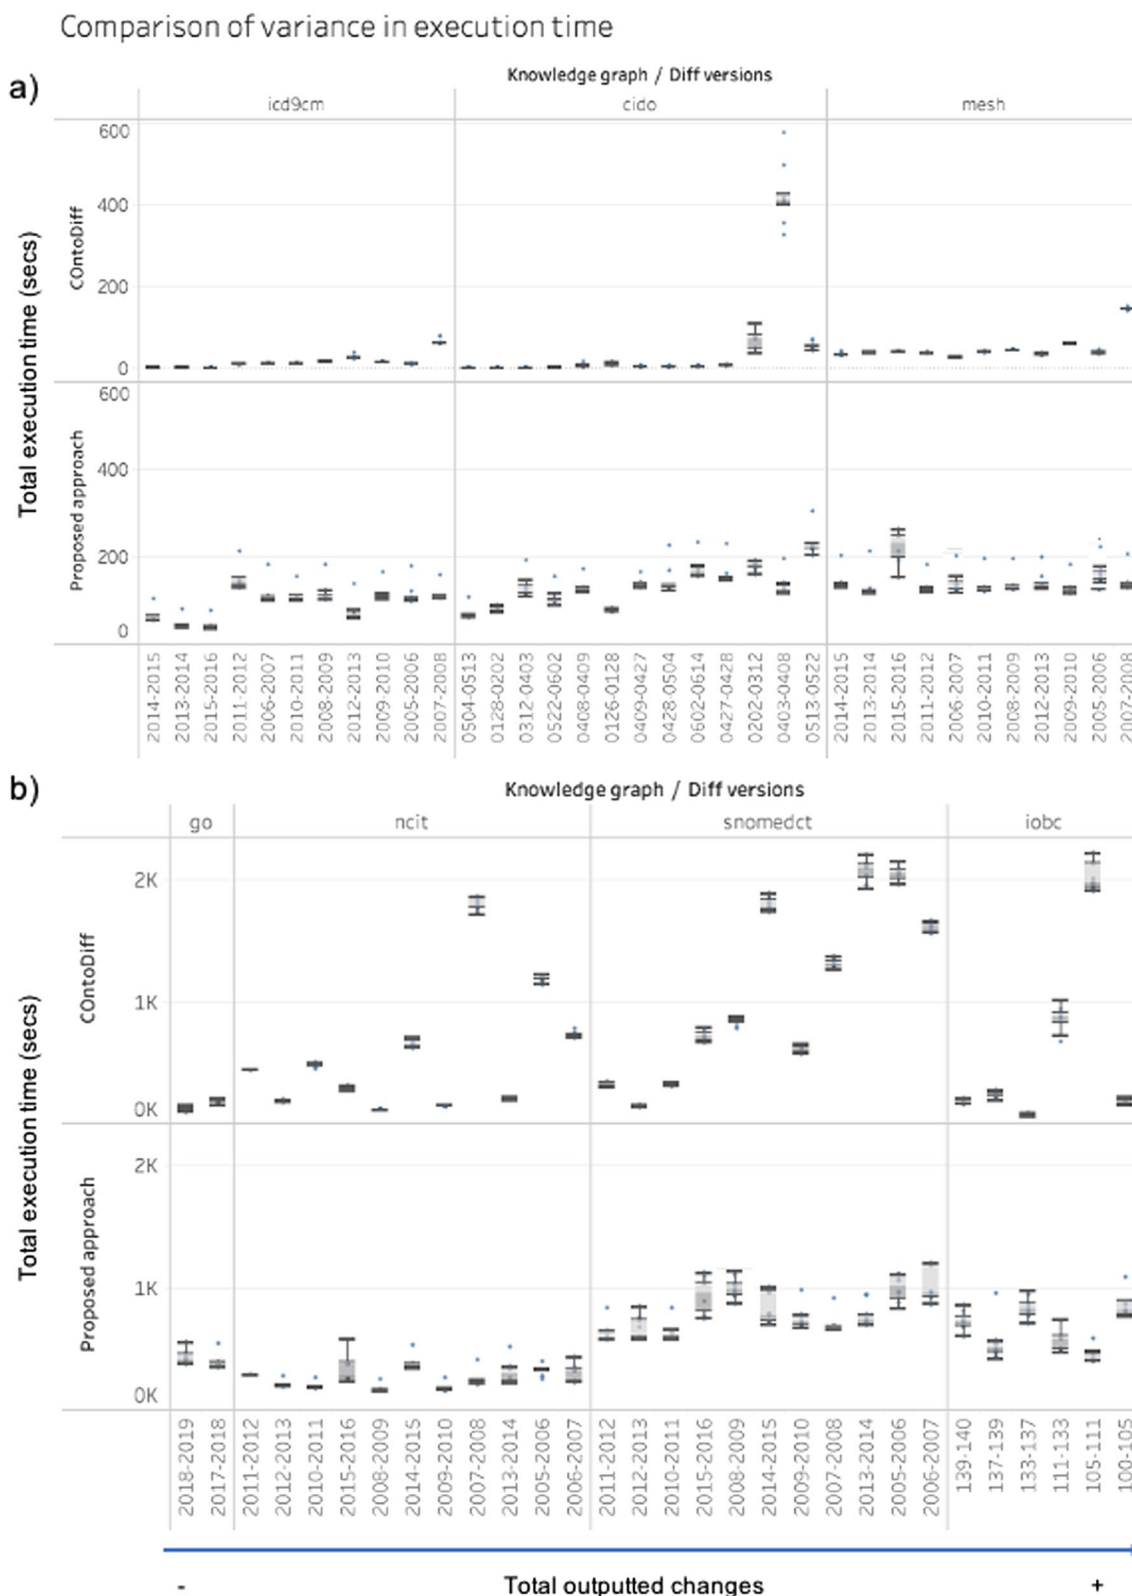 Comparison of variance in execution time
a)
Knowledge graph / Diff versions
icd9cm cido mesh
Total execution time (secs)
COntoDiff
600
400
200
0
Proposed approach
600
400
200
0
2014-2015 2013-2014 2015-2016 2011-2012 2006-2007 2010-2011 2008-2009 2012-2013 2009-2010 2005-2006 2007-2008 0504-0513 0128-0202 0312-0403 0522-0602 0408-0409 0126-0128 0409-0427 0428-0504 0602-0614 0427-0428 0202-0312 0403-0408 0513-0522 2014-2015 2013-2014 2015-2016 2011-2012 2006-2007 2010-2011 2008-2009 2012-2013 2009-2010 2005-2006 2007-2008
b)
Knowledge graph / Diff versions
go ncit snomedct iobc
Total execution time (secs)
COntoDiff
2K
1K
0K
Proposed approach
2K
1K
0K
2018-2019 2017-2018 2011-2012 2012-2013 2010-2011 2015-2016 2008-2009 2014-2015 2009-2010 2007-2008 2013-2014 2005-2006 2006-2007 2011-2012 2012-2013 2010-2011 2015-2016 2008-2009 2014-2015 2009-2010 2007-2008 2013-2014 2005-2006 2006-2007 139-140 137-139 133-137 111-133 105-111 100-105
- Total outputted changes +